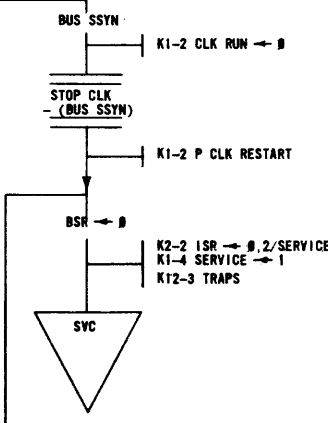 BUS SSYN
K1-2 CLK RUN ← 0
STOP CLK
- (BUS SSYN)
K1-2 P CLK RESTART
BSR ← 0
K2-2 ISR ← 0,2/SERVICE
K1-4 SERVICE ← 1
K12-3 TRAPS
SVC